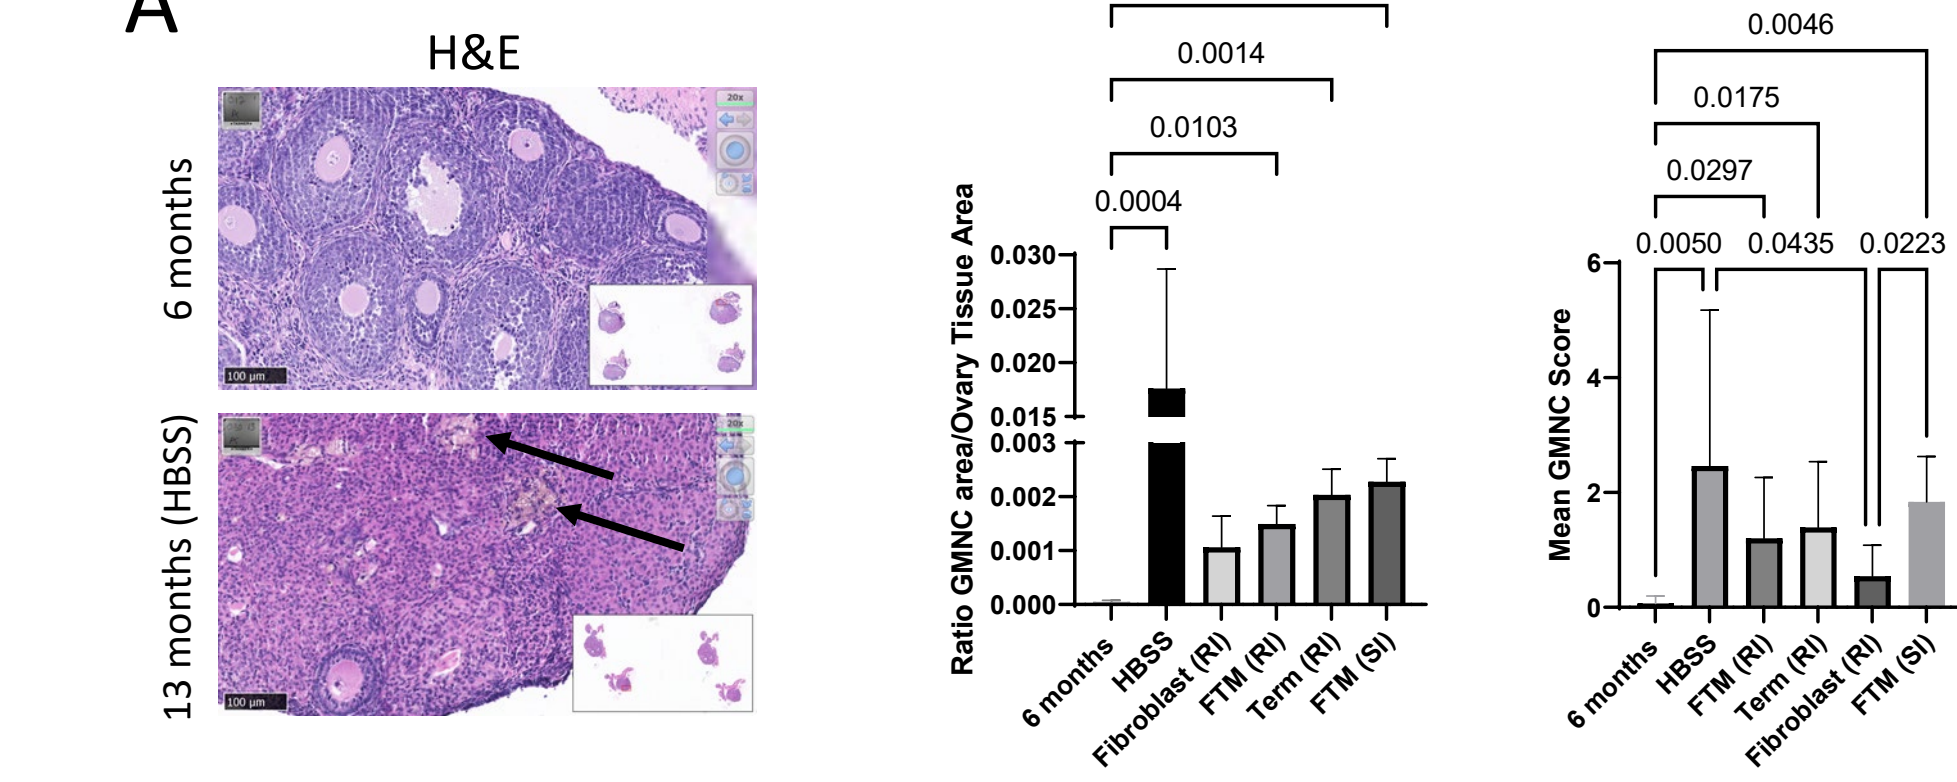 A
H&E
6 months
20x
100 µm
13 months (HBSS)
20x
100 µm
0.0014
0.0103
0.0004
Ratio GMNC area/Ovary Tissue Area
0.030
0.025
0.020
0.015
0.003
0.002
0.001
0.000
6 months
HBSS
Fibroblast (RI)
FTM (RI)
Term (RI)
FTM (SI)
0.0046
0.0175
0.0297
0.0050 0.0435 0.0223
Mean GMNC Score
6
4
2
0
6 months
HBSS
FTM (RI)
Term (RI)
Fibroblast (RI)
FTM (SI)